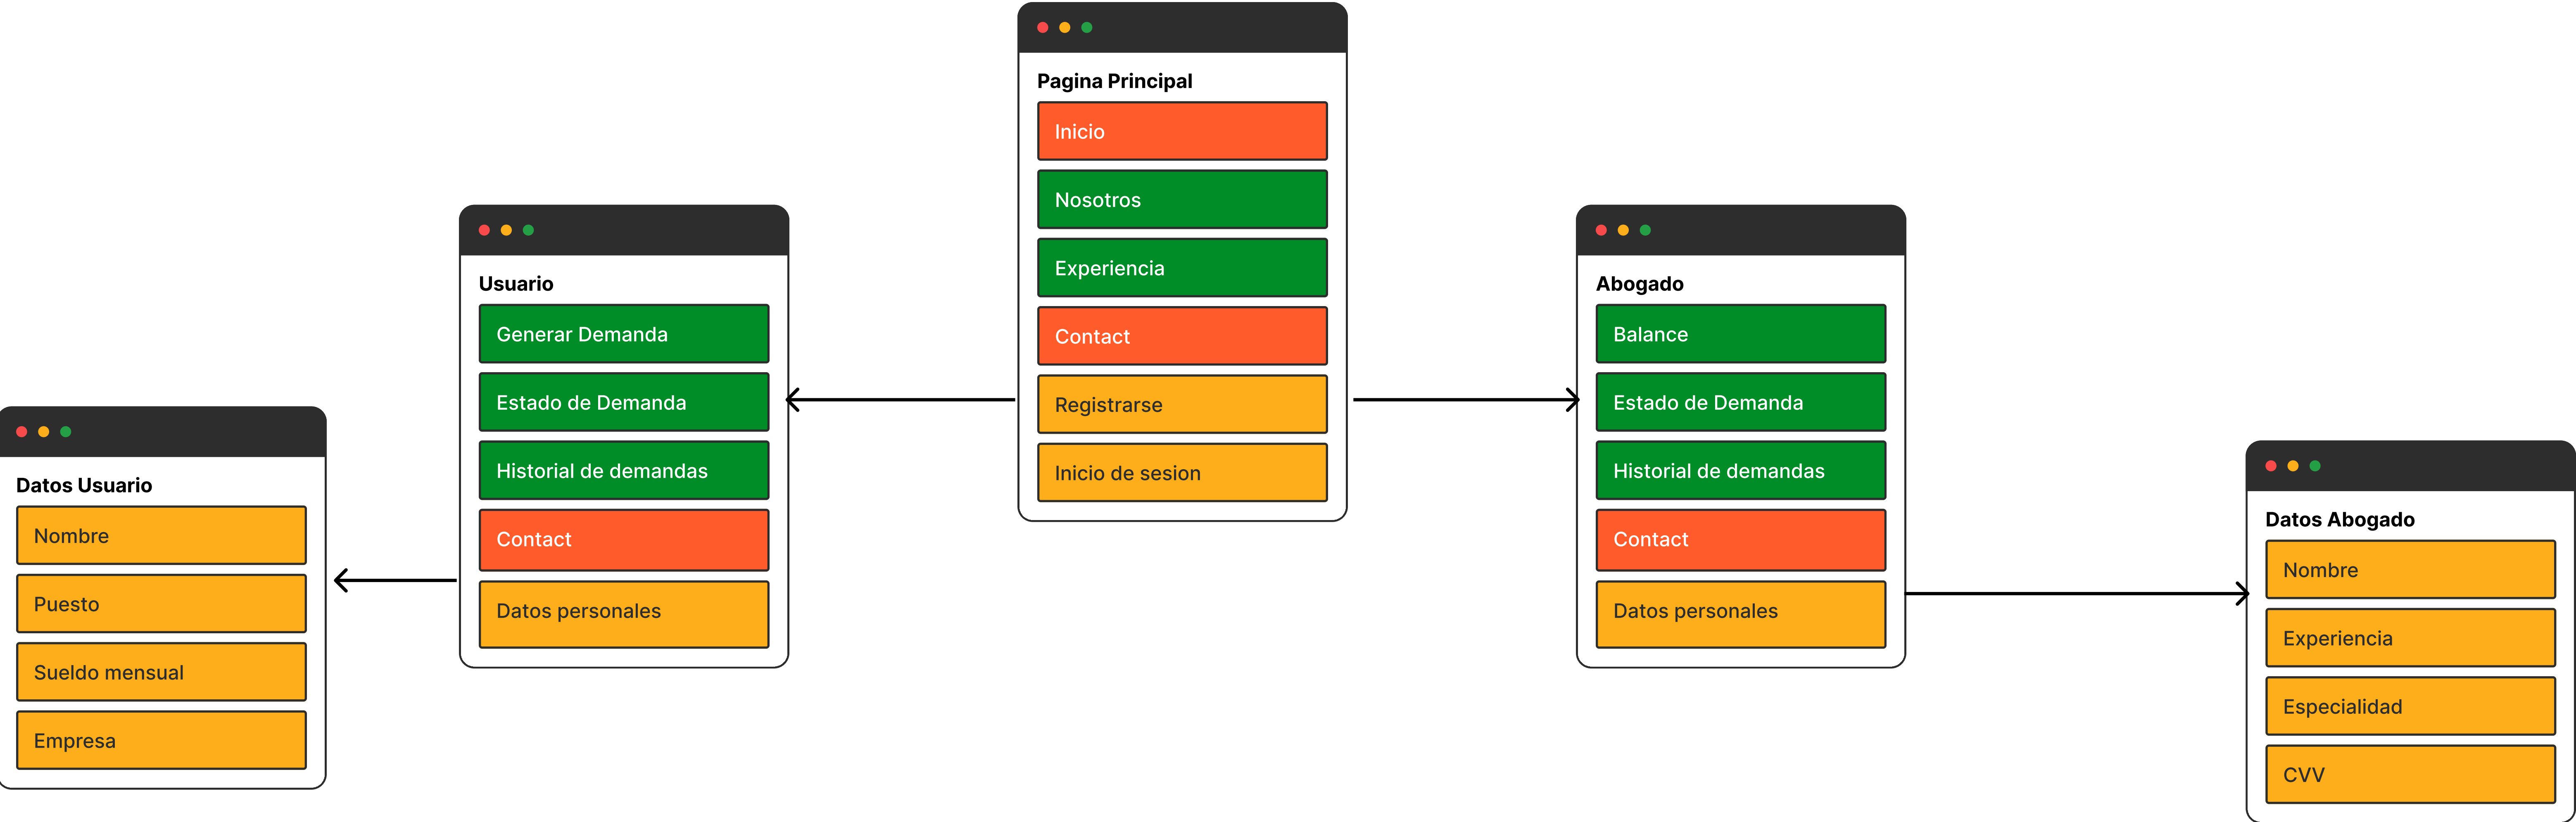 Pagina Principal
Inicio
Nosotros
Experiencia
Contact
Registrarse
Inicio de sesion
Usuario
Generar Demanda
Estado de Demanda
Historial de demandas
Contact
Datos personales
Abogado
Balance
Estado de Demanda
Historial de demandas
Contact
Datos personales
Datos Usuario
Nombre
Puesto
Sueldo mensual
Empresa
Datos Abogado
Nombre
Experiencia
Especialidad
CVV